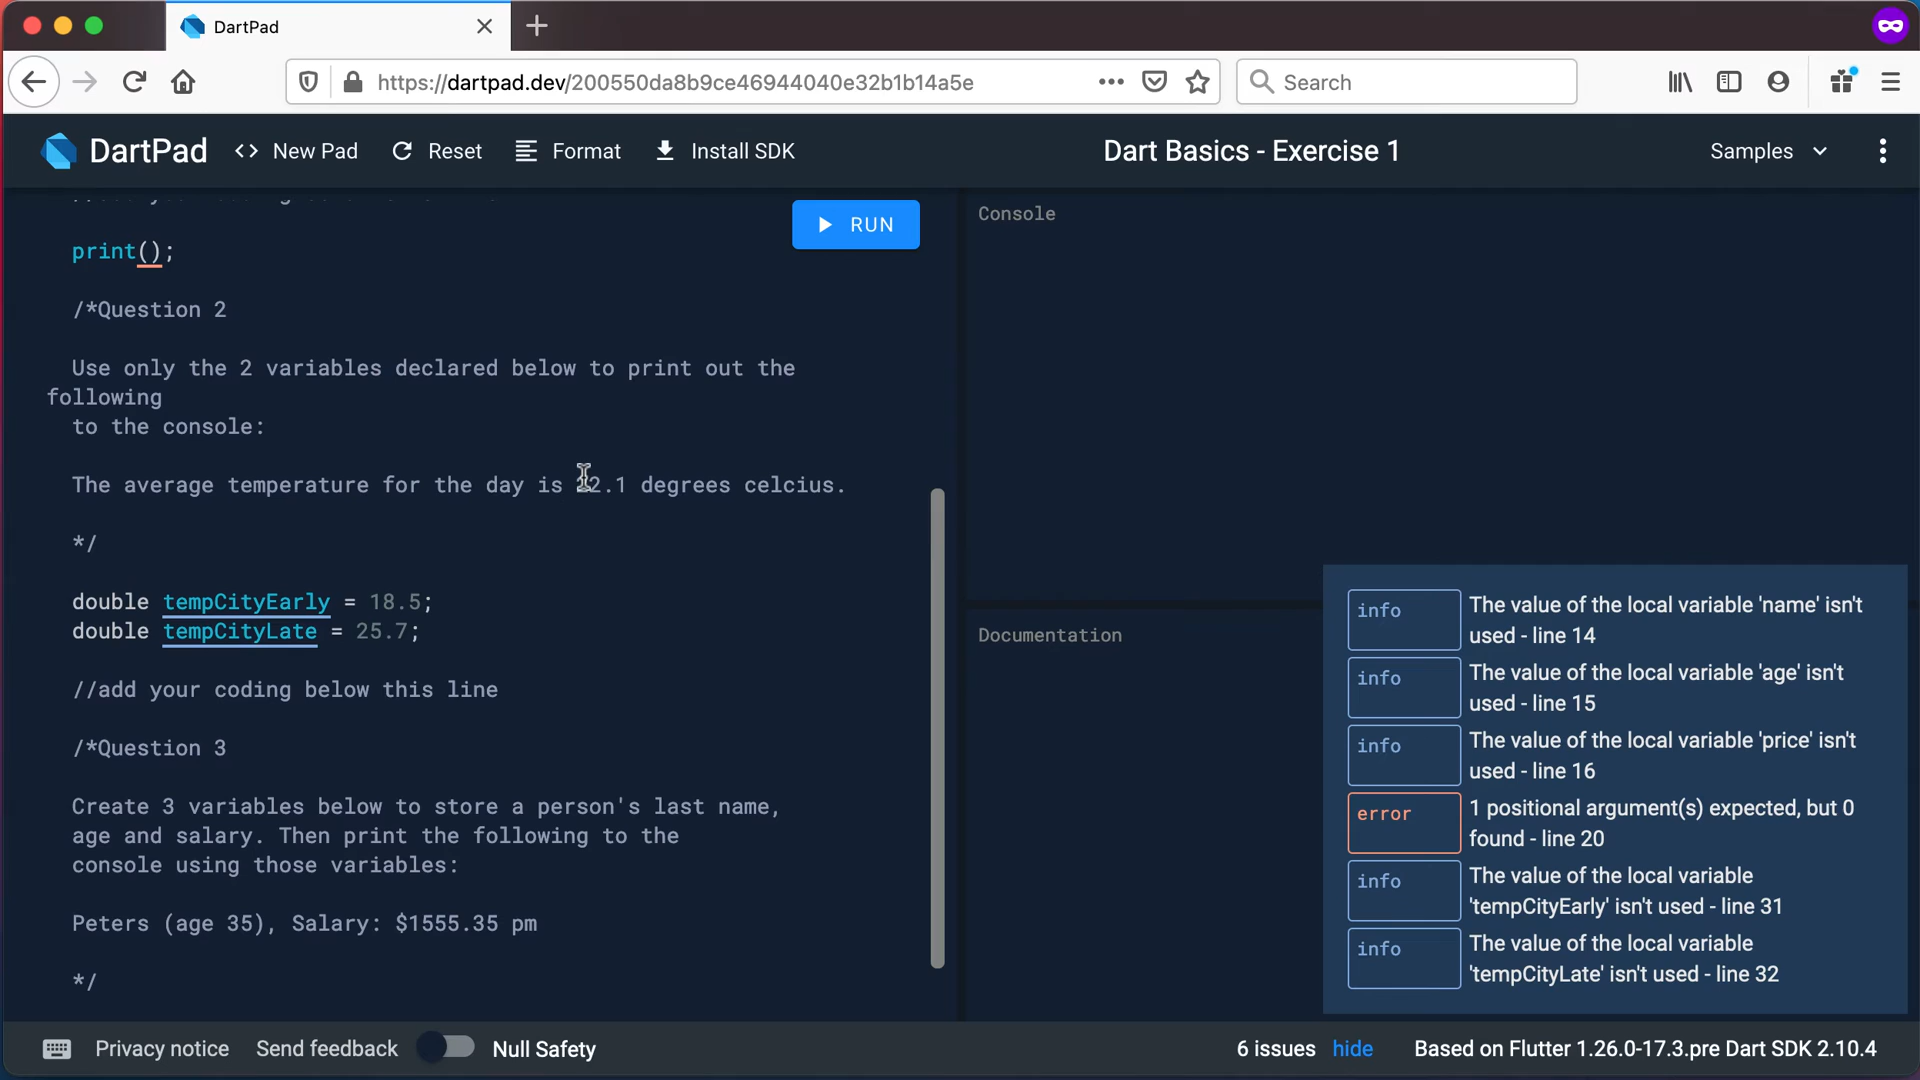 DartPad
https://dartpad.dev/200550da8b9ce46944040e32b1b14a5e
Search
DartPad
<> New Pad
Reset
Format
Install SDK
Dart Basics - Exercise 1
Samples
RUN
print();
/*Question 2
Use only the 2 variables declared below to print out the
following
to the console:
The average temperature for the day is 2.1 degrees celcius.
*/
double tempCityEarly = 18.5;
double tempCityLate = 25.7;
//add your coding below this line
/*Question 3
Create 3 variables below to store a person's last name,
age and salary. Then print the following to the
console using those variables:
Peters (age 35), Salary: $1555.35 pm
*/
Console
Documentation
info The value of the local variable 'name' isn't
used - line 14
info The value of the local variable 'age' isn't
used - line 15
info The value of the local variable 'price' isn't
used - line 16
error 1 positional argument(s) expected, but 0
found - line 20
info The value of the local variable
'tempCityEarly' isn't used - line 31
info The value of the local variable
'tempCityLate' isn't used - line 32
Privacy notice
Send feedback
Null Safety
6 issues hide
Based on Flutter 1.26.0-17.3.pre Dart SDK 2.10.4